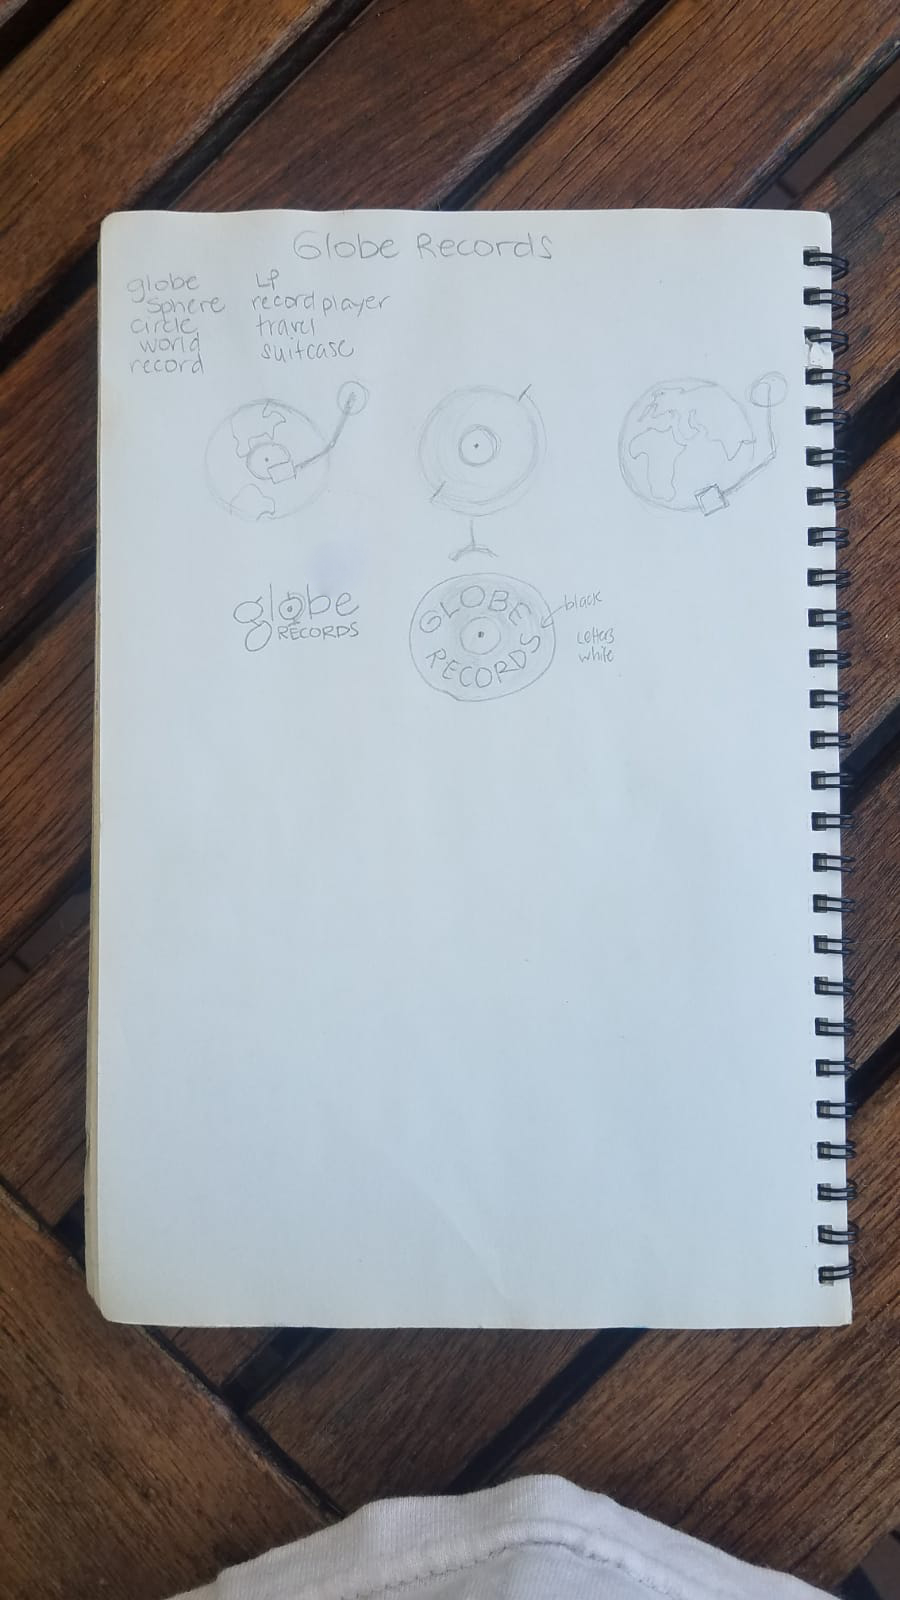 Globe Records
globe
sphere
circle
world
record
LP
record player
travel
suitcase
globe
RECORDS
GLOBE
RECORDS
black
Letters
white